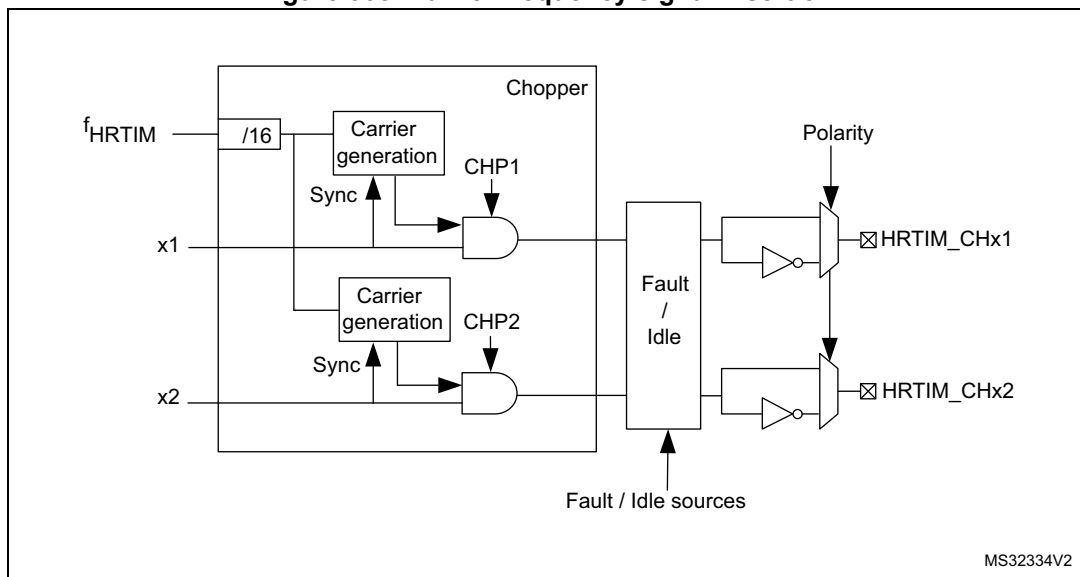 Chopper
fHRTIM
/16
Carrier
generation
CHP1
Polarity
Sync
x1
HRTIM_CHx1
Fault
/
Idle
Carrier
generation
CHP2
Sync
x2
HRTIM_CHx2
Fault / Idle sources
MS32334V2